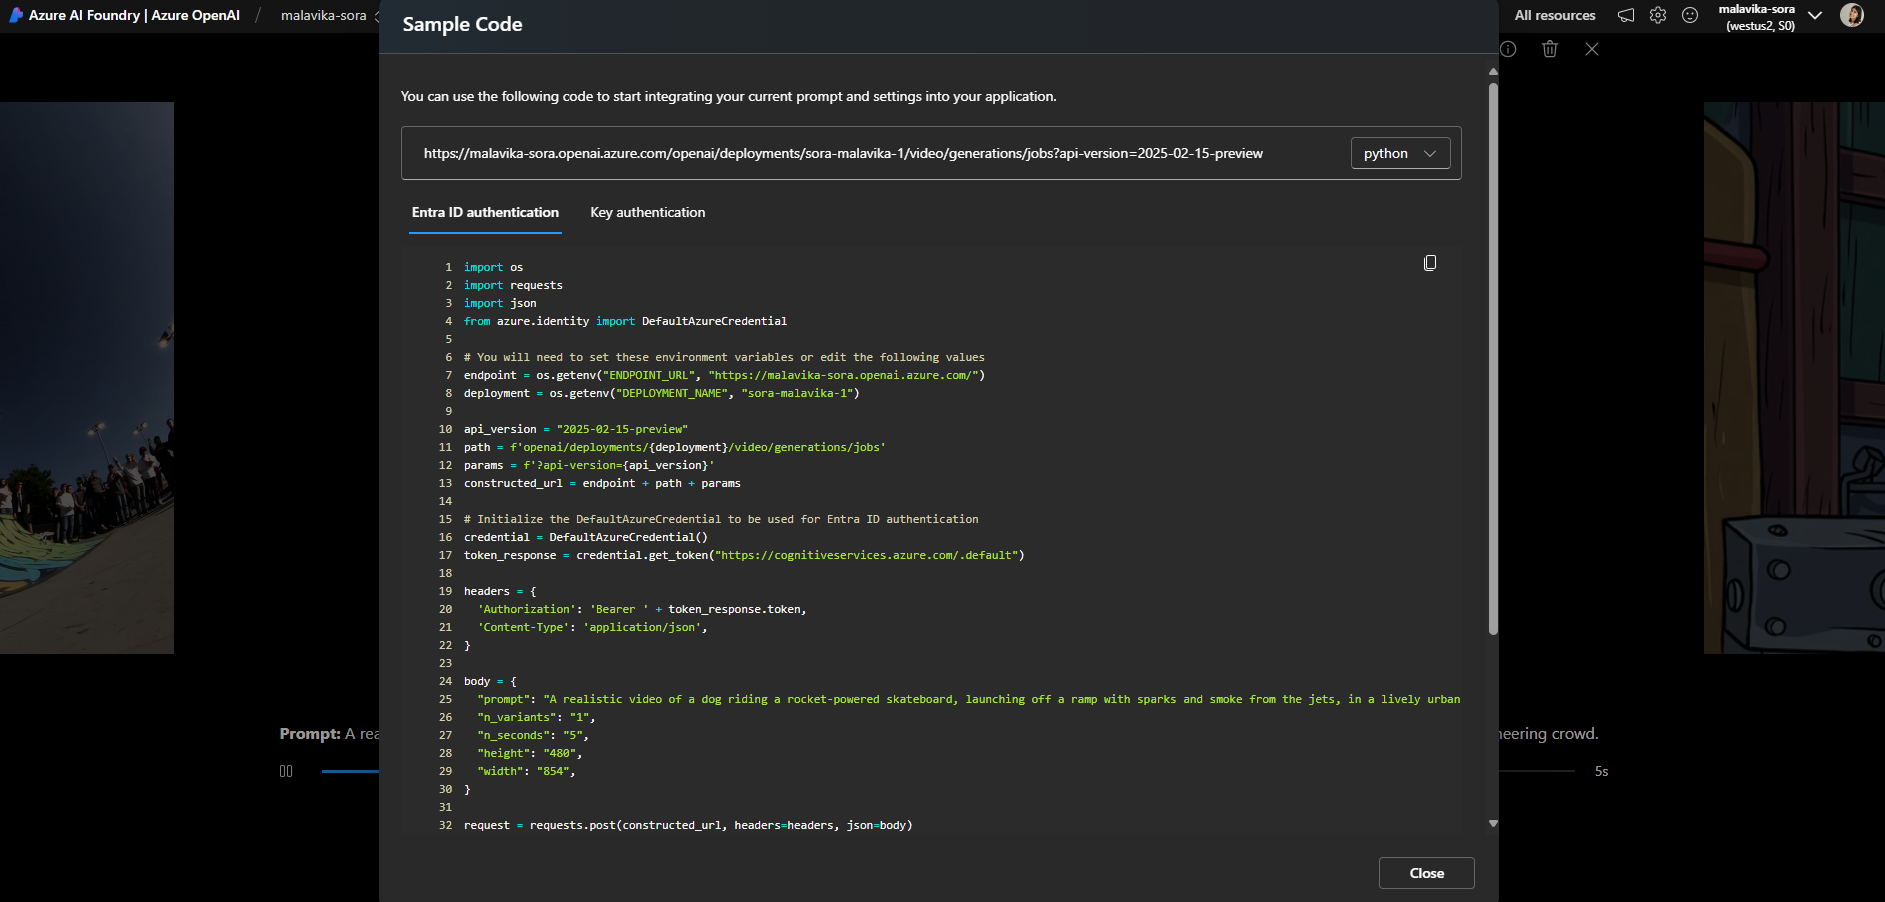 Azure AI Foundry | Azure OpenAI / malavika-sora
All resources
malavika-sora
(westus2, S0)
Sample Code
You can use the following code to start integrating your current prompt and settings into your application.
https://malavika-sora.openai.azure.com/openai/deployments/sora-malavika-1/video/generations/jobs?api-version=2025-02-15-preview
python
Entra ID authentication Key authentication
1 import os
2 import requests
3 import json
4 from azure.identity import DefaultAzureCredential
5
6 # You will need to set these environment variables or edit the following values
7 endpoint = os.getenv("ENDPOINT_URL", "https://malavika-sora.openai.azure.com/")
8 deployment = os.getenv("DEPLOYMENT_NAME", "sora-malavika-1")
9
10 api_version = "2025-02-15-preview"
11 path = f'openai/deployments/{deployment}/video/generations/jobs'
12 params = f'?api-version={api_version}'
13 constructed_url = endpoint + path + params
14
15 # Initialize the DefaultAzureCredential to be used for Entra ID authentication
16 credential = DefaultAzureCredential()
17 token_response = credential.get_token("https://cognitiveservices.azure.com/.default")
18
19 headers = {
20 'Authorization': 'Bearer ' + token_response.token,
21 'Content-Type': 'application/json',
22 }
23
24 body = {
25 "prompt": "A realistic video of a dog riding a rocket-powered skateboard, launching off a ramp with sparks and smoke from the jets, in a lively urban
26 "n_variants": "1",
27 "n_seconds": "5",
28 "height": "480",
29 "width": "854",
30 }
31
32 request = requests.post(constructed_url, headers=headers, json=body)
Prompt: A rea
heering crowd.
5s
Close